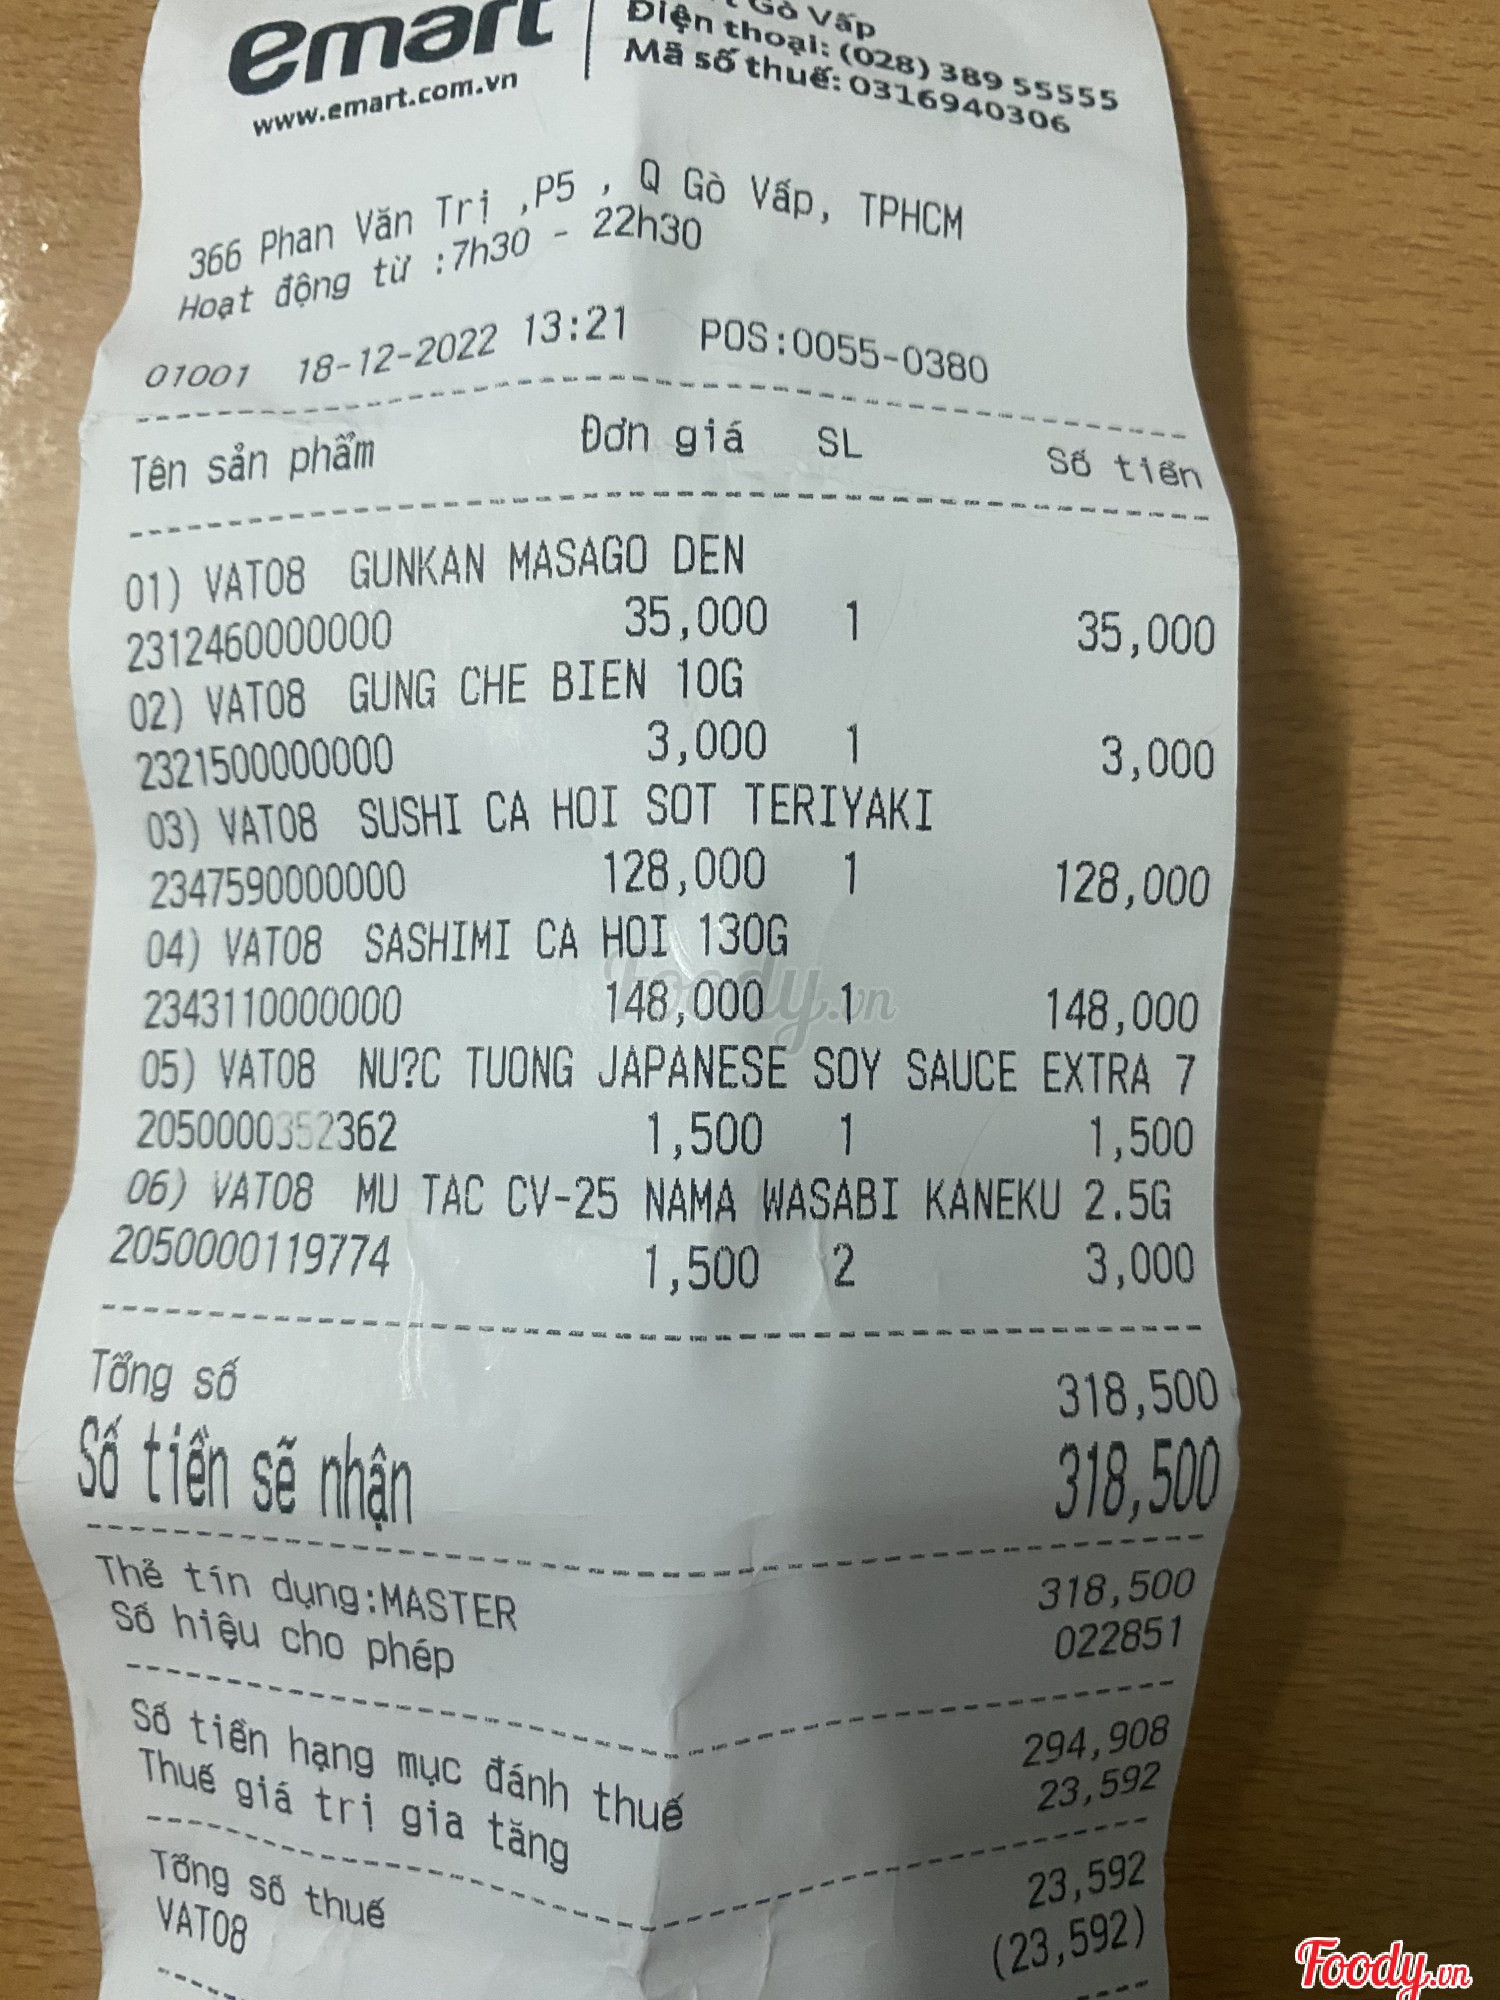 emart
www.emart.com.vn
Gò Vấp
Điện thoại: (028) 389 55555
Mã số thuế: 0316940306
366 Phan Văn Trị ,P5 , Q Gò Vấp, TPHCM
Hoạt động từ :7h30 - 22h30
01001 18-12-2022 13:21 POS:0055-0380
Tên sản phẩm Đơn giá SL Số tiền
01) VAT08 GUNKAN MASAGO DEN
2312460000000 35,000 1 35,000
02) VAT08 GUNG CHE BIEN 10G
2321500000000 3,000 1 3,000
03) VAT08 SUSHI CA HOI SOT TERIYAKI
2347590000000 128,000 1 128,000
04) VAT08 SASHIMI CA HOI 130G
2343110000000 148,000 1 148,000
05) VAT08 NU?C TUONG JAPANESE SOY SAUCE EXTRA 7
2050000352362 1,500 1 1,500
06) VAT08 MU TAC CV-25 NAMA WASABI KANEKU 2.5G
2050000119774 1,500 2 3,000
Tổng số 318,500
Số tiền sẽ nhận 318,500
Thẻ tín dụng:MASTER 318,500
Số hiệu cho phép 022851
Số tiền hạng mục đánh thuế 294,908
Thuế giá trị gia tăng 23,592
Tổng số thuế 23,592
VAT08 (23,592)
Foody.vn
Foody.vn